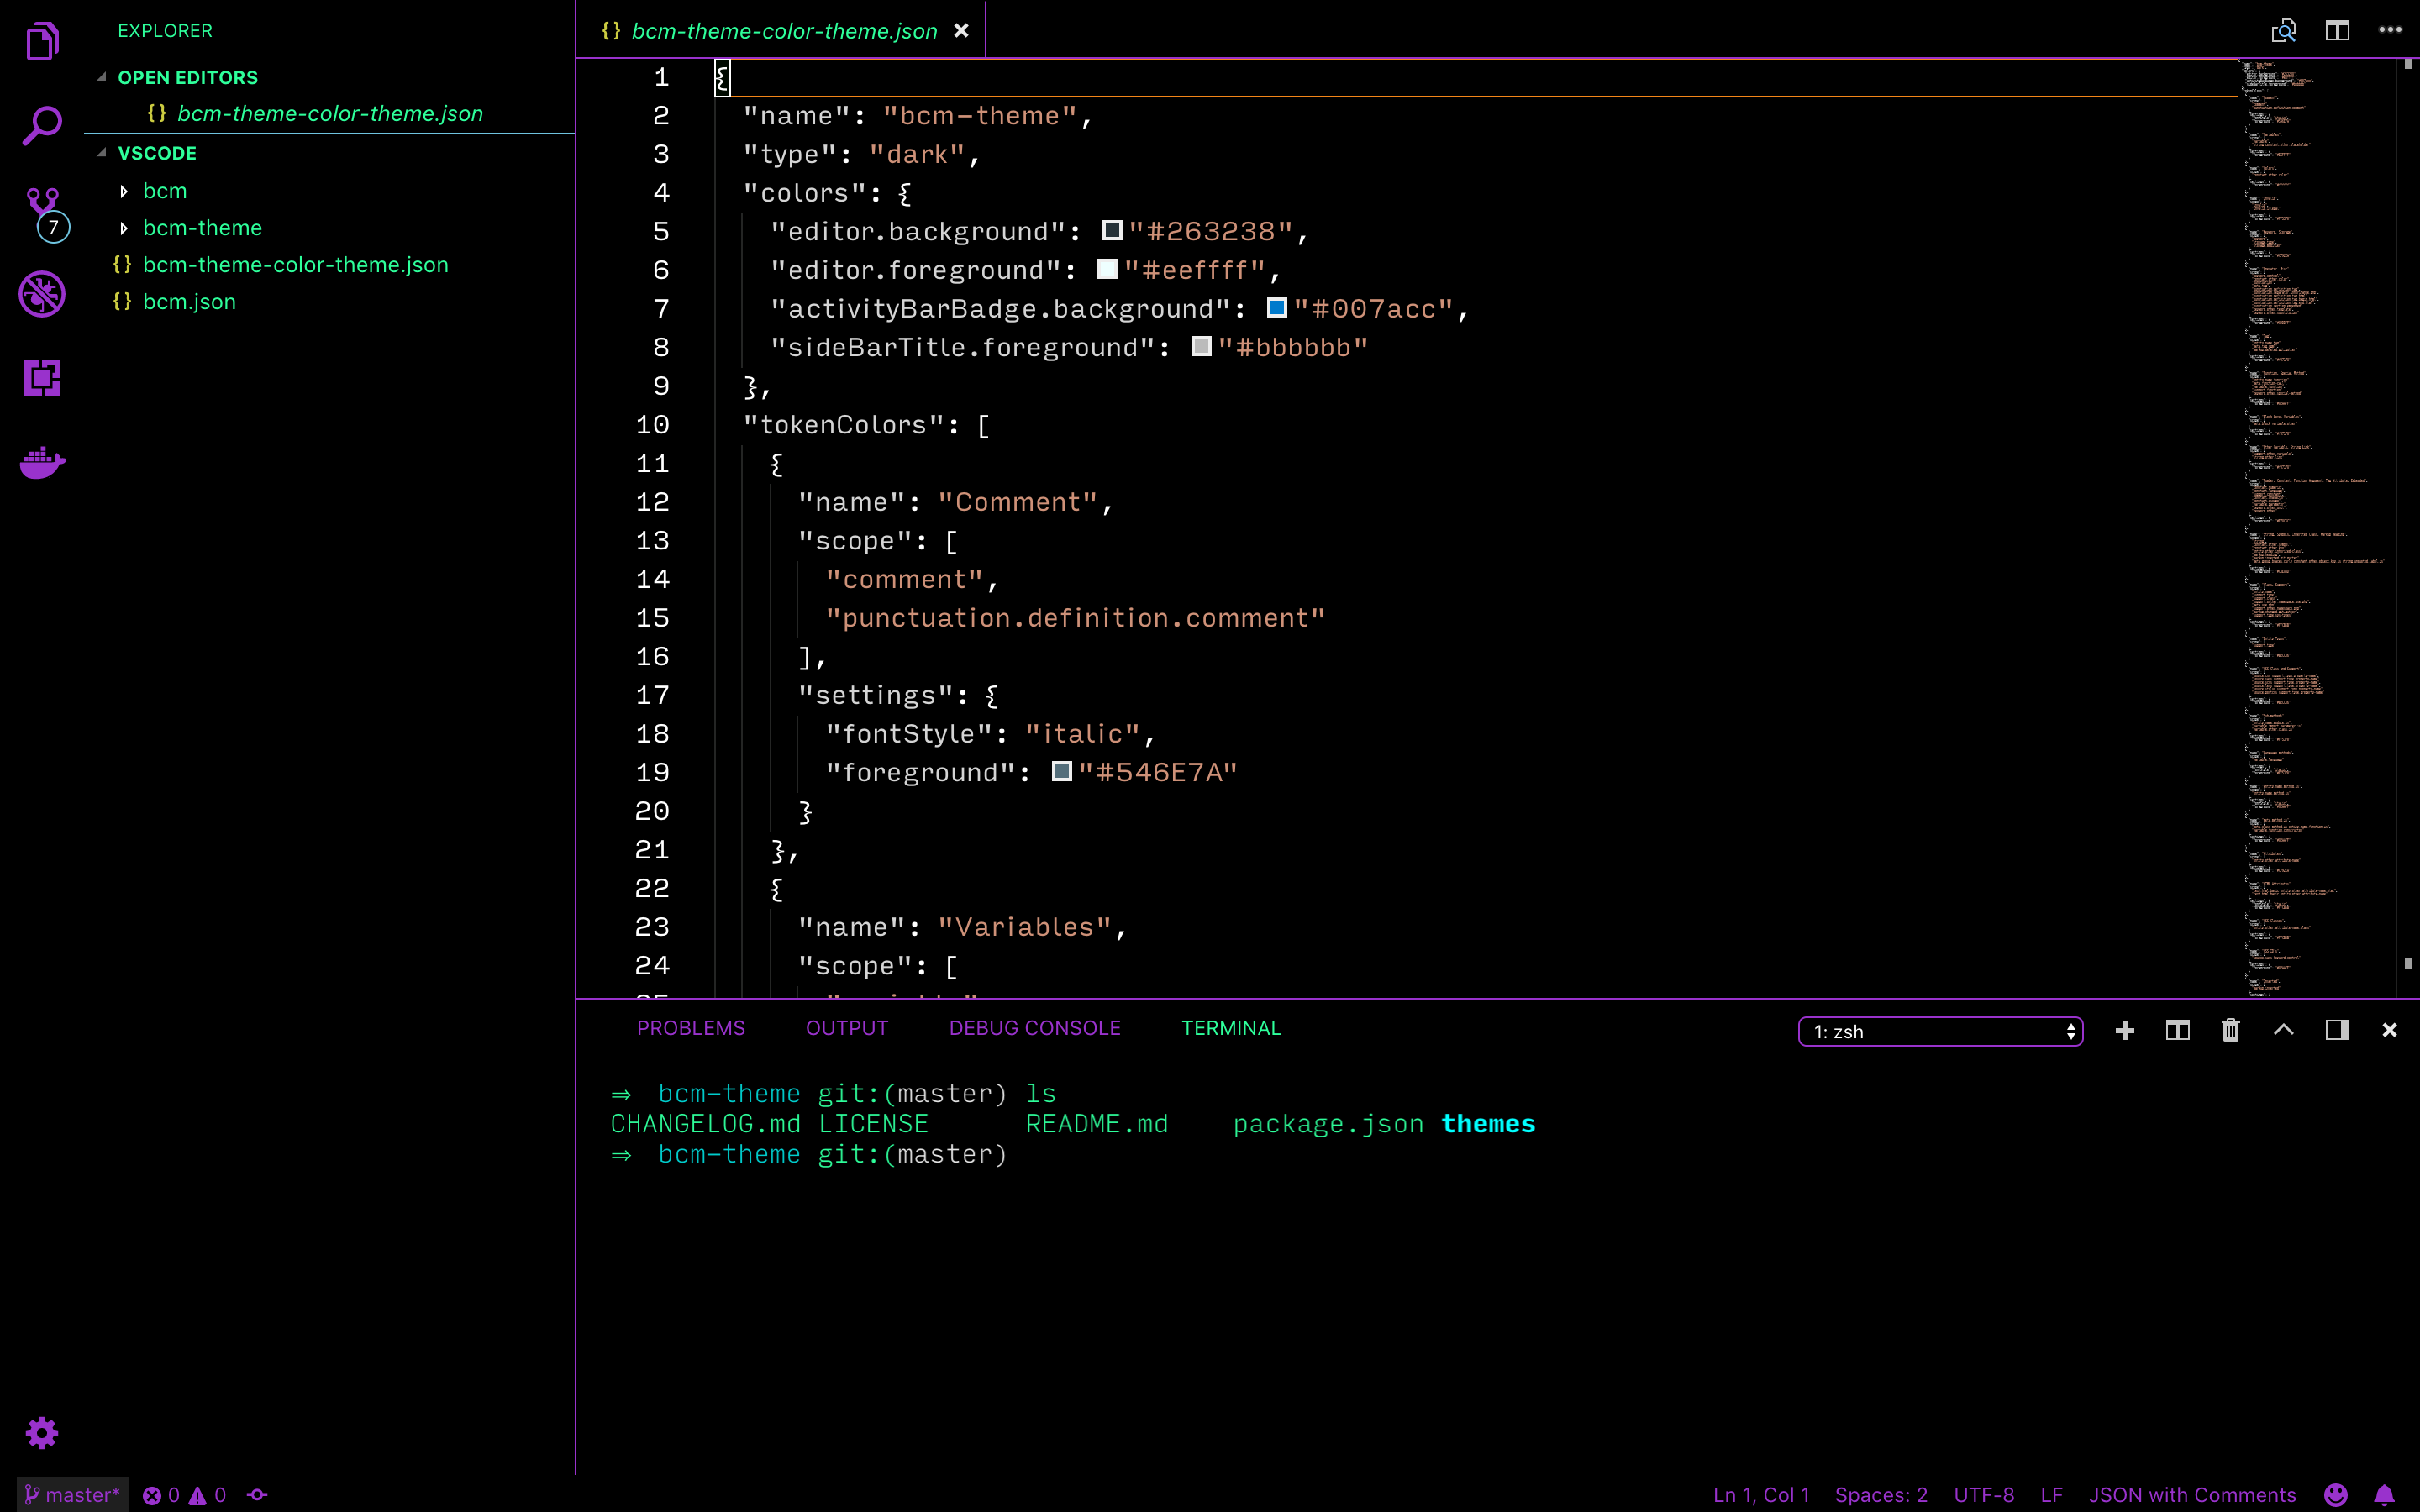 EXPLORER
OPEN EDITORS
{} bcm-theme-color-theme.json
VSCODE
bcm
bcm-theme
{} bcm-theme-color-theme.json
{} bcm.json
7
{} bcm-theme-color-theme.json
1 {
2 "name": "bcm-theme",
3 "type": "dark",
4 "colors": {
5 "editor.background": "#263238",
6 "editor.foreground": "#eeffff",
7 "activityBarBadge.background": "#007acc",
8 "sideBarTitle.foreground": "#bbbbbb"
9 },
10 "tokenColors": [
11 {
12 "name": "Comment",
13 "scope": [
14 "comment",
15 "punctuation.definition.comment"
16 ],
17 "settings": {
18 "fontStyle": "italic",
19 "foreground": "#546E7A"
20 }
21 },
22 {
23 "name": "Variables",
24 "scope": [
PROBLEMS OUTPUT DEBUG CONSOLE TERMINAL 1: zsh
⇒ bcm-theme git:(master) ls
CHANGELOG.md LICENSE README.md package.json themes
⇒ bcm-theme git:(master)
master* 0 0 Ln 1, Col 1 Spaces: 2 UTF-8 LF JSON with Comments